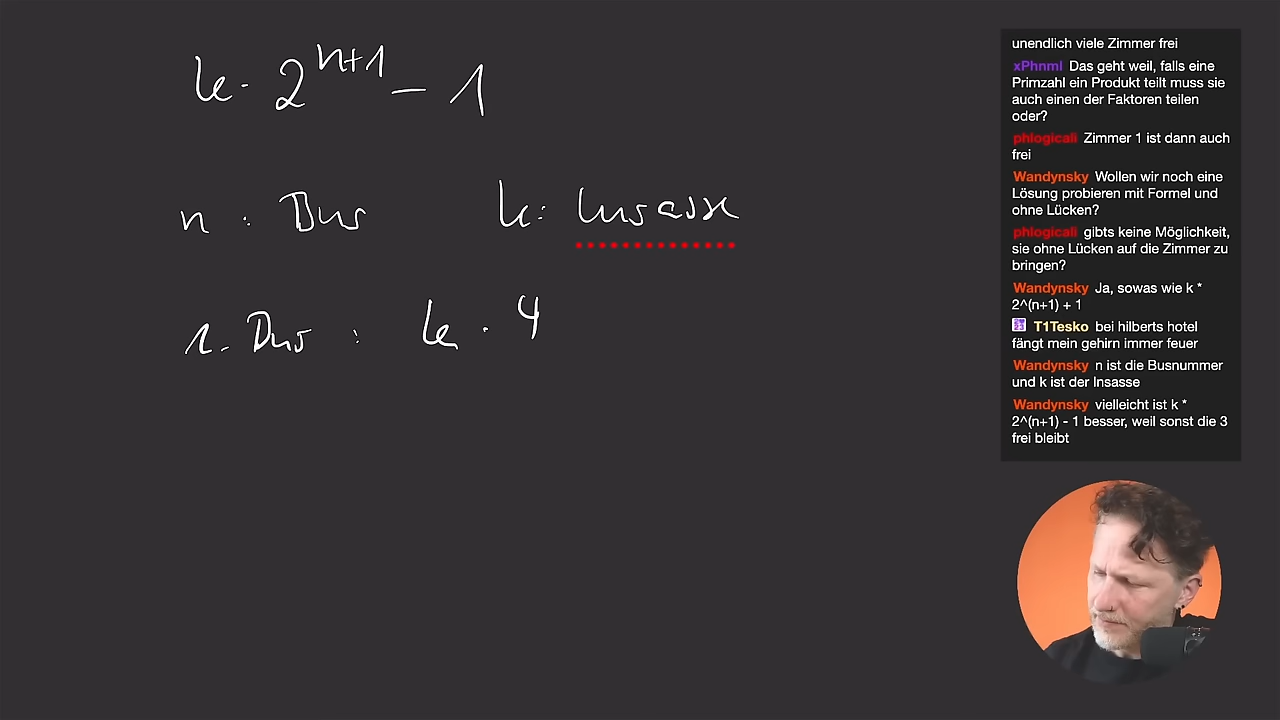 k · 2^(n+1) − 1
n : Bus k: Insasse
1. Bus : k · 4
unendlich viele Zimmer frei
xPhnml Das geht weil, falls eine
Primzahl ein Produkt teilt muss sie
auch einen der Faktoren teilen
oder?
phlogicali Zimmer 1 ist dann auch
frei
Wandynsky Wollen wir noch eine
Lösung probieren mit Formel und
ohne Lücken?
phlogicali gibts keine Möglichkeit,
sie ohne Lücken auf die Zimmer zu
bringen?
Wandynsky Ja, sowas wie k *
2^(n+1) + 1
T1Tesko bei hilberts hotel
fängt mein gehirn immer feuer
Wandynsky n ist die Busnummer
und k ist der Insasse
Wandynsky vielleicht ist k *
2^(n+1) - 1 besser, weil sonst die 3
frei bleibt